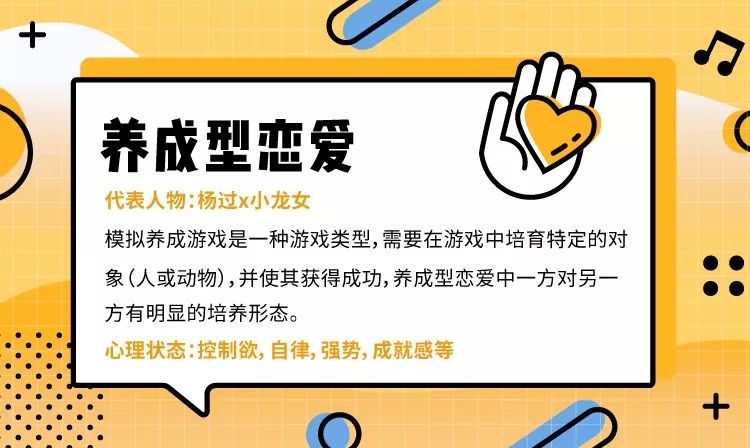 养成型恋爱
代表人物：杨过x小龙女
模拟养成游戏是一种游戏类型，需要在游戏中培育特定的对
象（人或动物），并使其获得成功，养成型恋爱中一方对另一
方有明显的培养形态。
心理状态：控制欲，自律，强势，成就感等